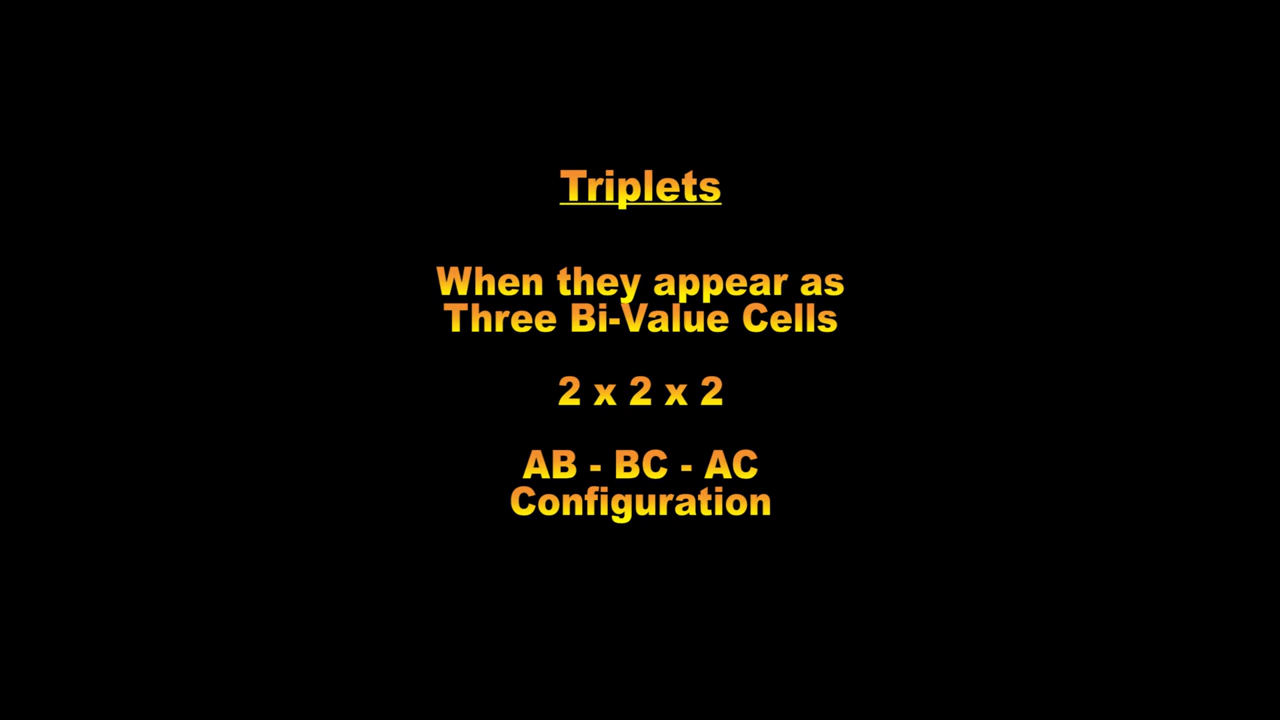 Triplets
When they appear as
Three Bi-Value Cells
2 x 2 x 2
AB - BC - AC
Configuration